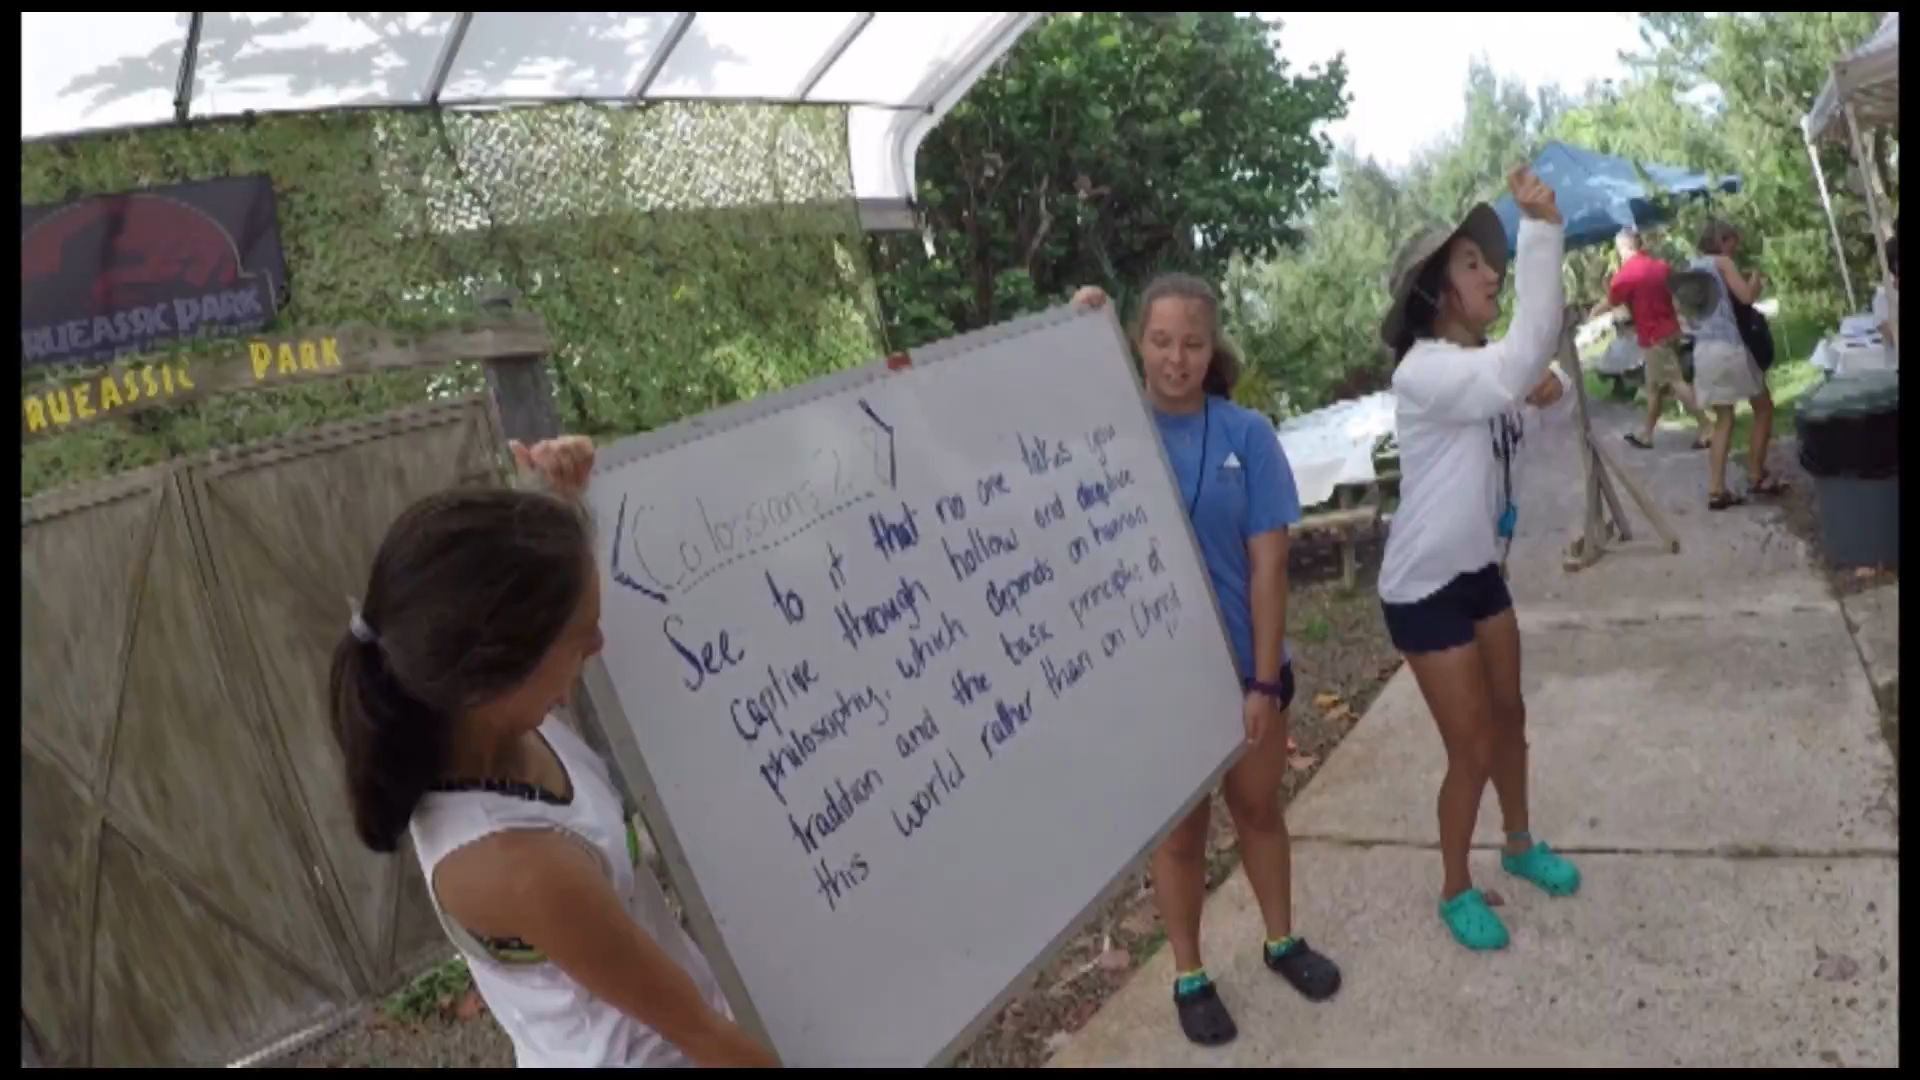 RUEASSIC PARK
RUEASSIC PARK
(Colossians 2:8)
See to it that no one takes you
captive through hollow and deceptive
philosophy, which depends on human
tradition and the basic principles of
this world rather than on Christ